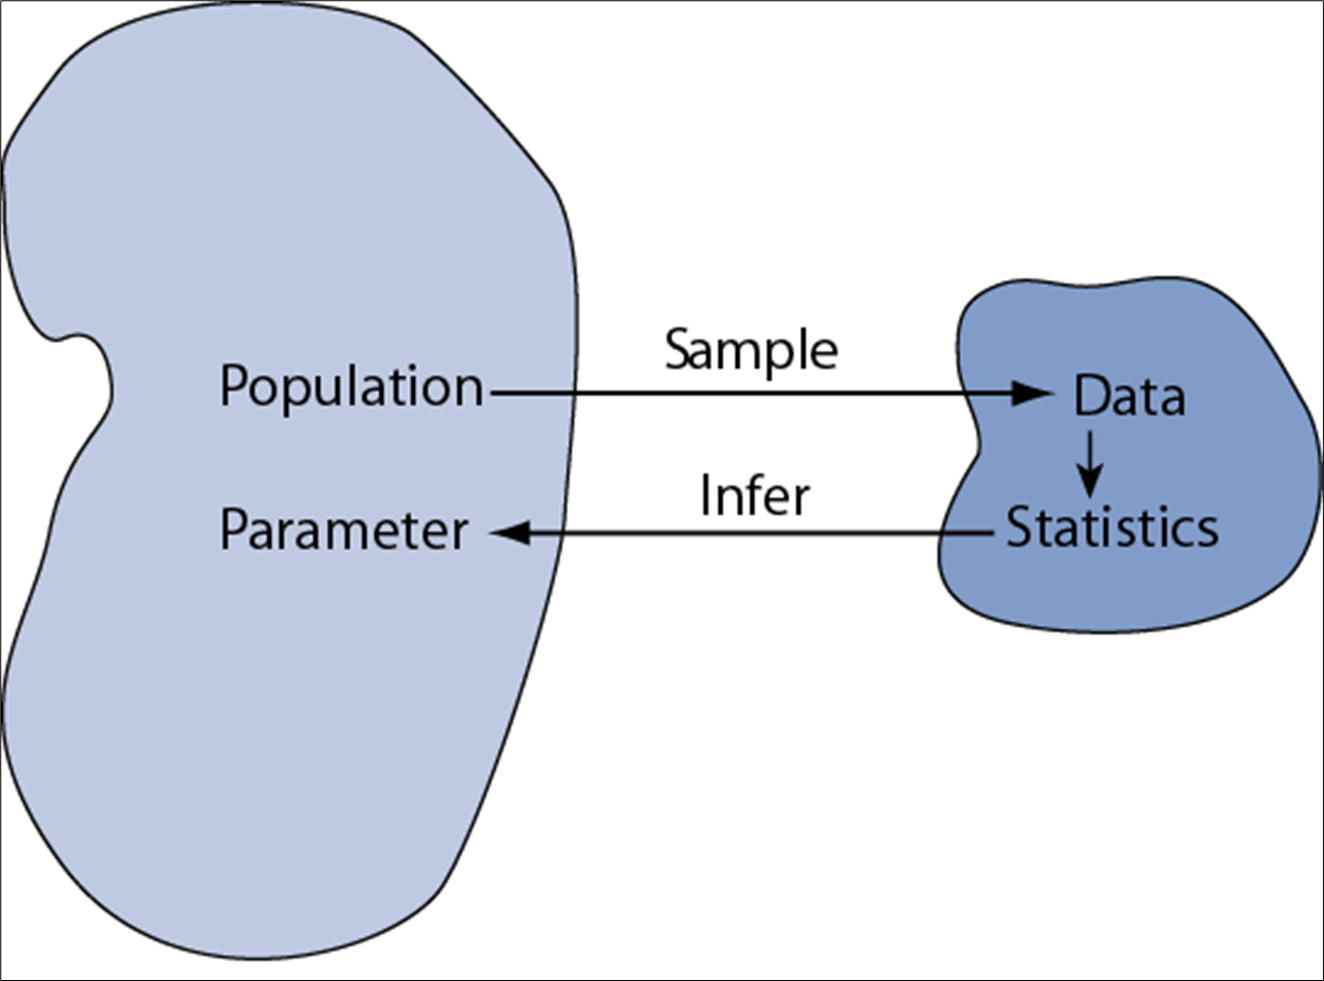 Sample
Population
Data
Infer
Parameter
Statistics